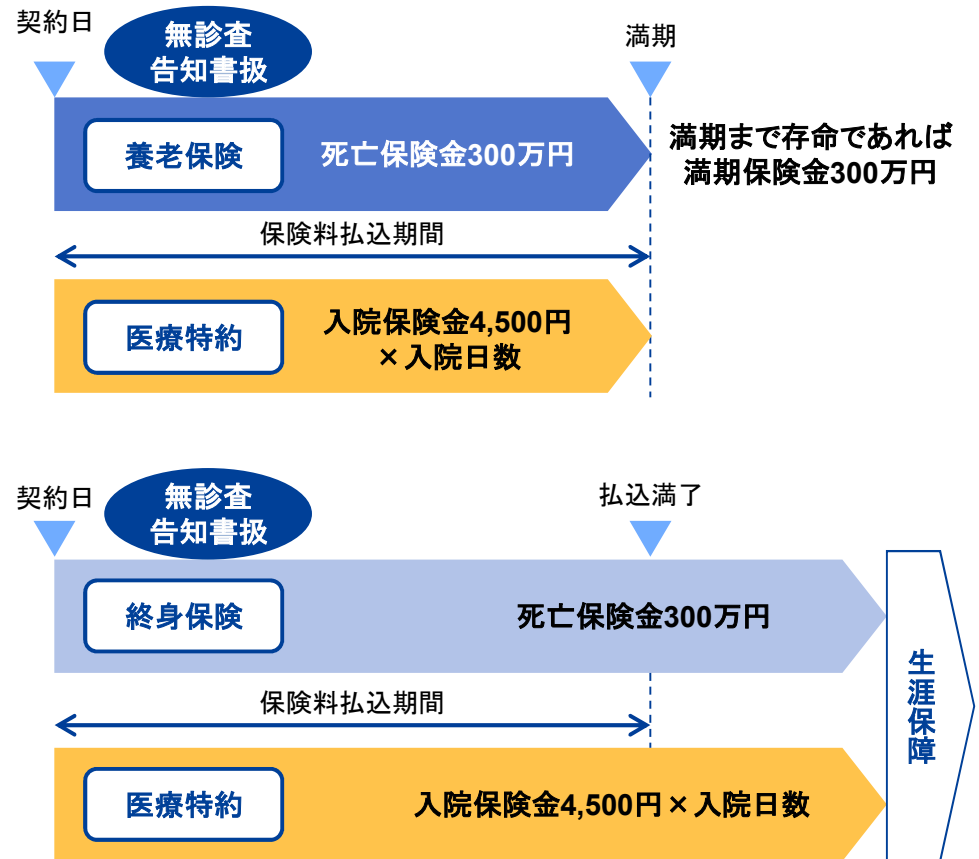 契約日
無診査
告知書扱
満期
養老保険
死亡保険金300万円
満期まで存命であれば
満期保険金300万円
保険料払込期間
医療特約
入院保険金4,500円
×入院日数
契約日
無診査
告知書扱
払込満了
終身保険
死亡保険金300万円
生涯保障
保険料払込期間
医療特約
入院保険金4,500円×入院日数